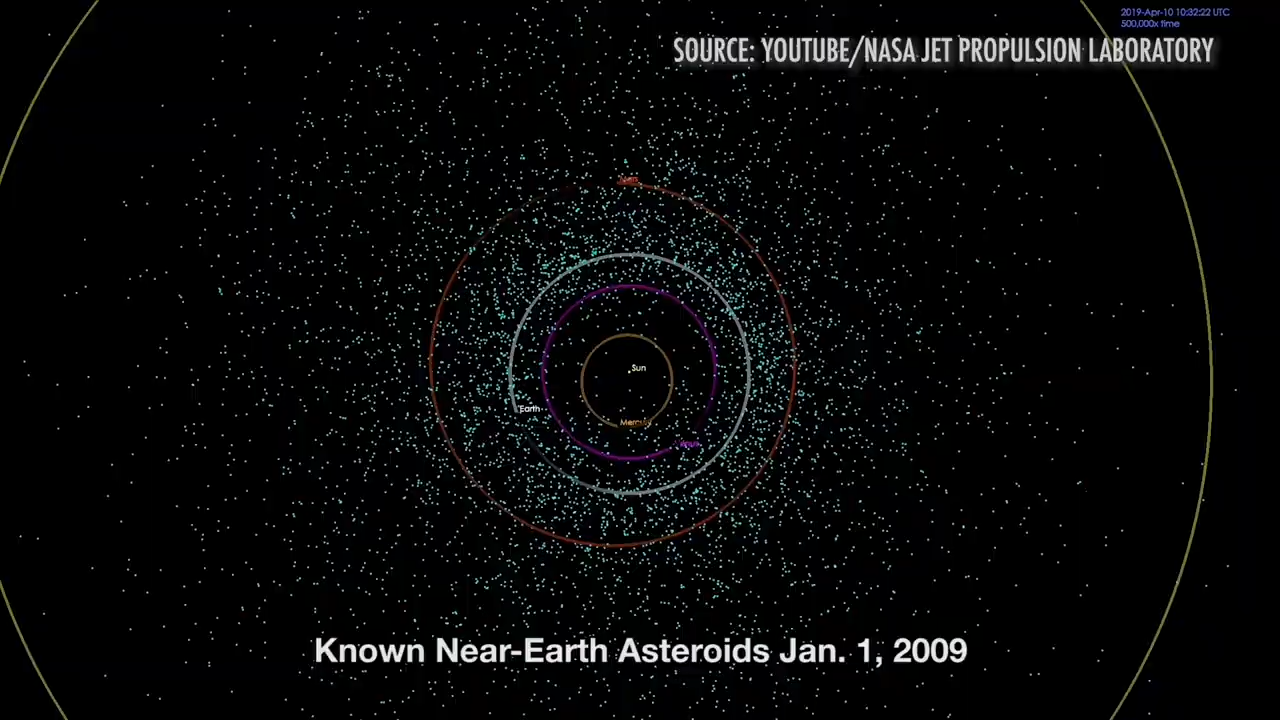 2019-Apr-10 10:32:22 UTC
500,000x time
SOURCE: YOUTUBE/NASA JET PROPULSION LABORATORY
Sun
Earth
Mercury
Known Near-Earth Asteroids Jan. 1, 2009